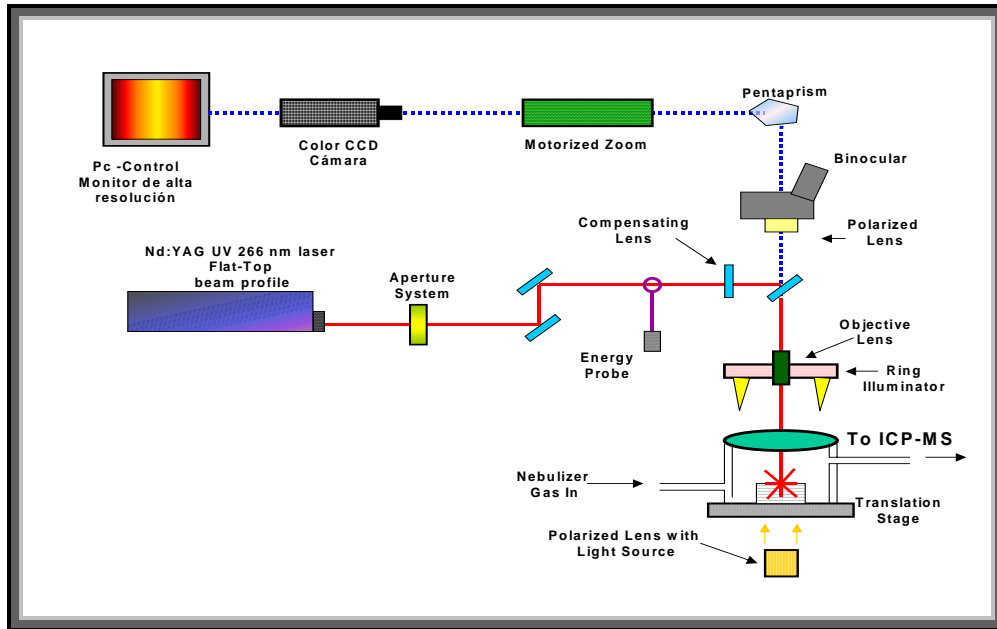 Pentaprism
Color CCD
Cámara
Motorized Zoom
Pc -Control
Monitor de alta
resolución
Binocular
Polarized
Lens
Compensating
Lens
Nd:YAG UV 266 nm laser
Flat-Top
beam profile
Aperture
System
Energy
Probe
Objective
Lens
Ring
Illuminator
To ICP-MS
Nebulizer
Gas In
Translation
Stage
Polarized Lens with
Light Source